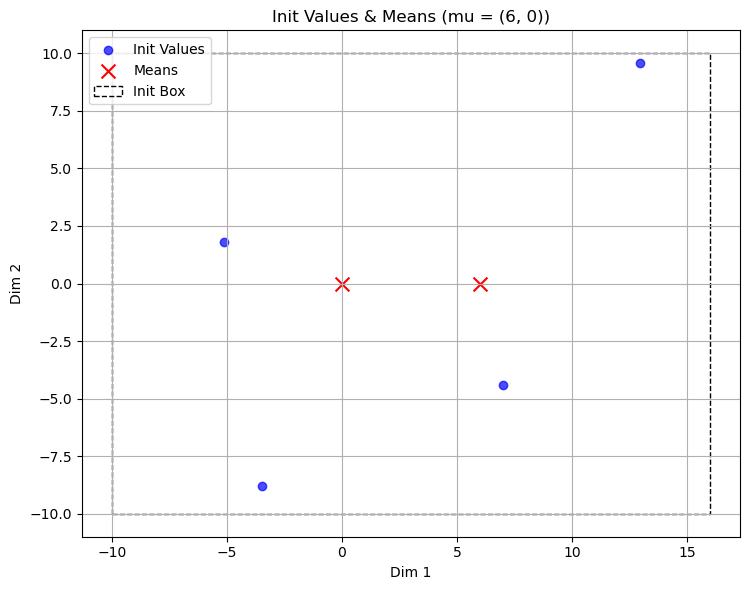 Init Values & Means (mu = (6, 0))
Init Values
Means
Init Box
10.0
7.5
5.0
2.5
0.0
−2.5
−5.0
−7.5
−10.0
Dim 2
−10
−5
0
5
10
15
Dim 1